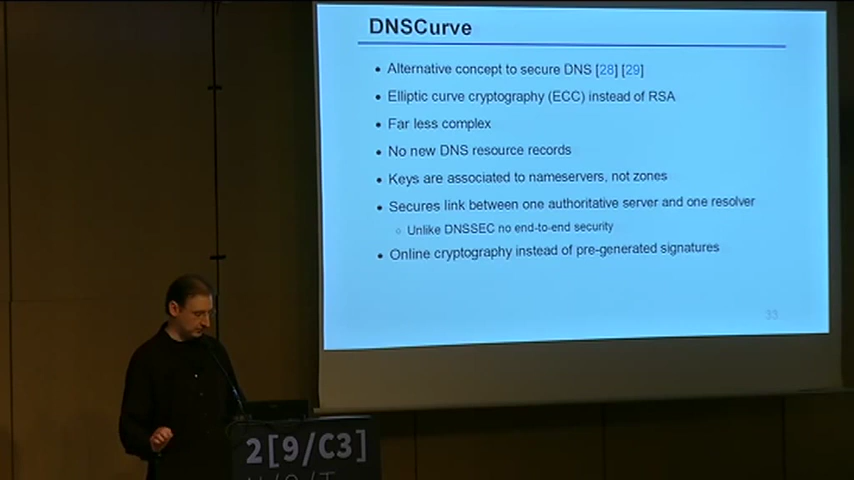 DNSCurve
• Alternative concept to secure DNS [28] [29]
• Elliptic curve cryptography (ECC) instead of RSA
• Far less complex
• No new DNS resource records
• Keys are associated to nameservers, not zones
• Secures link between one authoritative server and one resolver
○ Unlike DNSSEC no end-to-end security
• Online cryptography instead of pre-generated signatures
33
2[9/C3]